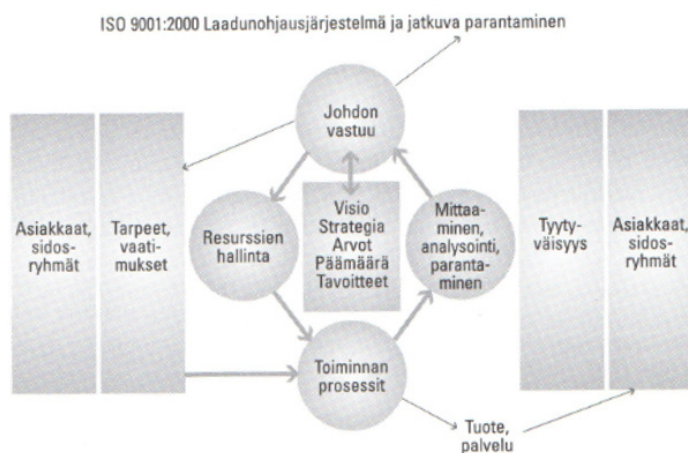 ISO 9001:2000 Laadunohjausjärjestelmä ja jatkuva parantaminen
Johdon
vastuu
Asiakkaat,
sidos-
ryhmät
Tarpeet,
vaati-
mukset
Resurssien
hallinta
Visio
Strategia
Arvot
Päämäärä
Tavoitteet
Mittaa-
minen,
analysointi,
paranta-
minen
Tyyty-
väisyys
Asiakkaat,
sidos-
ryhmät
Toiminnan
prosessit
Tuote,
palvelu